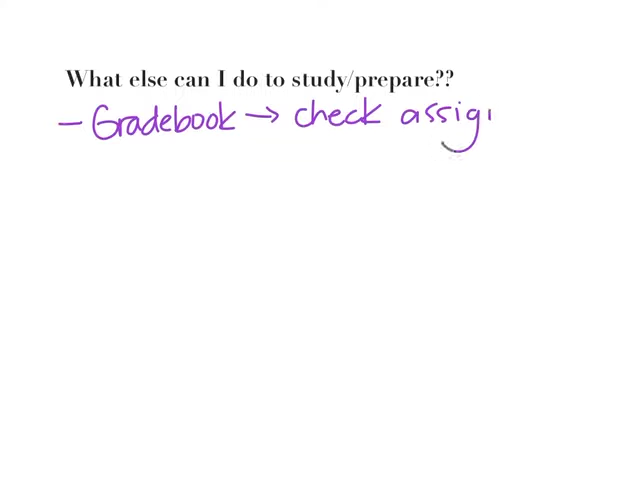 What else can I do to study/prepare??
– Gradebook → check assig